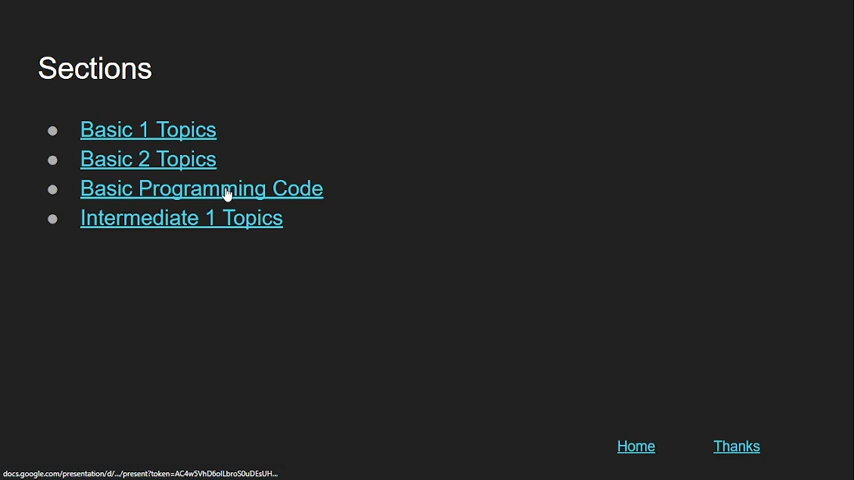 Sections
Basic 1 Topics
Basic 2 Topics
Basic Programming Code
Intermediate 1 Topics
Home Thanks
docs.google.com/presentation/d/.../present?token=